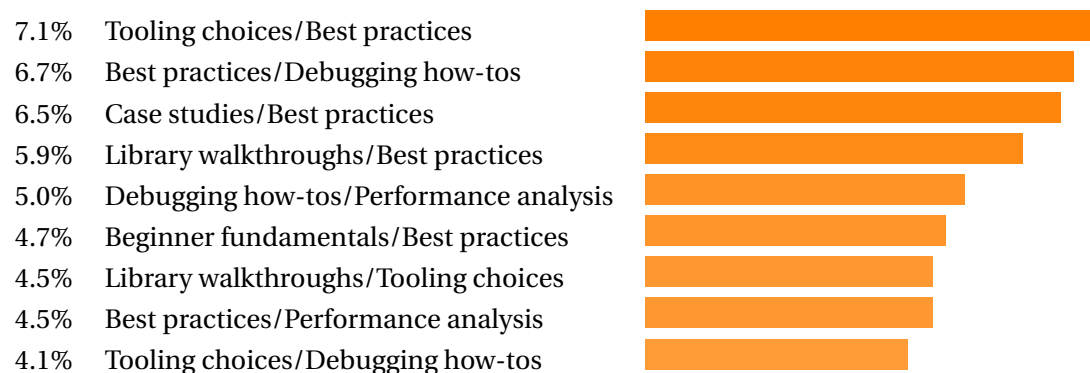 7.1% Tooling choices/Best practices
6.7% Best practices/Debugging how-tos
6.5% Case studies/Best practices
5.9% Library walkthroughs/Best practices
5.0% Debugging how-tos/Performance analysis
4.7% Beginner fundamentals/Best practices
4.5% Library walkthroughs/Tooling choices
4.5% Best practices/Performance analysis
4.1% Tooling choices/Debugging how-tos